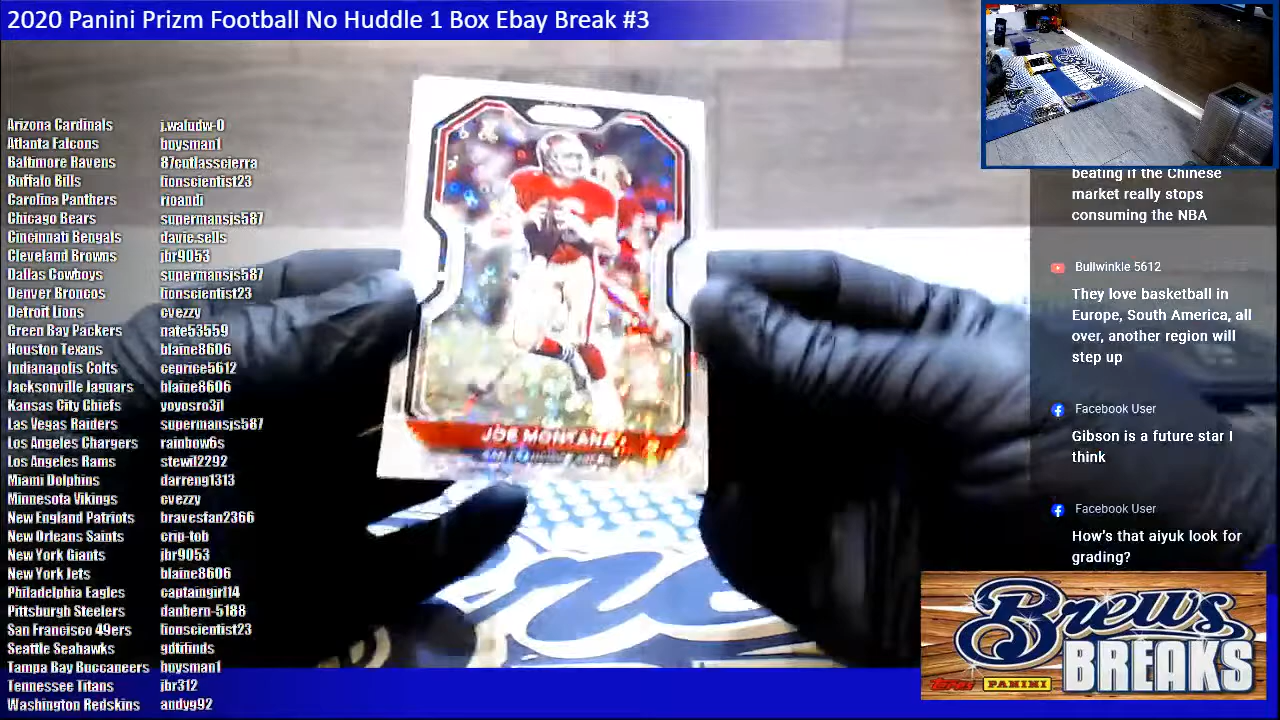 2020 Panini Prizm Football No Huddle 1 Box Ebay Break #3
Arizona Cardinals j.waludw-0
Atlanta Falcons buysman1
Baltimore Ravens 87cutlasscierra
Buffalo Bills lionscientist23
Carolina Panthers rioandi
Chicago Bears supermansjs587
Cincinnati Bengals davie.sells
Cleveland Browns jbr9053
Dallas Cowboys supermansjs587
Denver Broncos lionscientist23
Detroit Lions cvezzy
Green Bay Packers nate53559
Houston Texans blaine8606
Indianapolis Colts ceprice5612
Jacksonville Jaguars blaine8606
Kansas City Chiefs yoyosro3jl
Las Vegas Raiders supermansjs587
Los Angeles Chargers rainbow6s
Los Angeles Rams stewil2292
Miami Dolphins darreng1313
Minnesota Vikings cvezzy
New England Patriots bravesfan2366
New Orleans Saints crip-tob
New York Giants jbr9053
New York Jets blaine8606
Philadelphia Eagles captaingirl14
Pittsburgh Steelers danhern-5188
San Francisco 49ers lionscientist23
Seattle Seahawks gdtifinds
Tampa Bay Buccaneers buysman1
Tennessee Titans jbr312
Washington Redskins andyg92
JOE MONTANA
beating if the Chinese
market really stops
consuming the NBA
Bullwinkle 5612
They love basketball in
Europe, South America, all
over, another region will
step up
Facebook User
Gibson is a future star I
think
Facebook User
How's that aiyuk look for
grading?
Brews
BREAKS
Topps PANINI